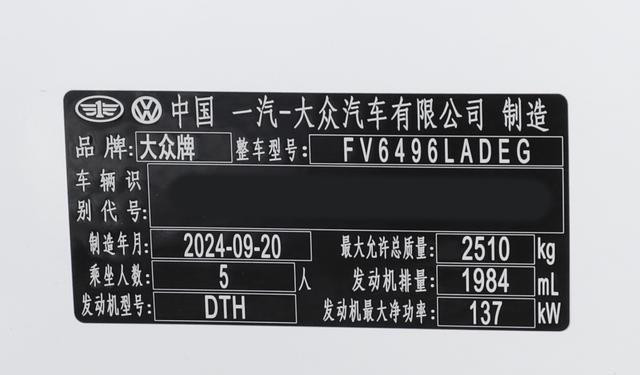 中国 一汽-大众汽车有限公司 制造
品牌: 大众牌 整车型号: FV6496LADEG
车辆识
别代号:
制造年月: 2024-09-20 最大允许总质量: 2510 kg
乘坐人数: 5 人 发动机排量: 1984 mL
发动机型号: DTH 发动机最大净功率: 137 kW